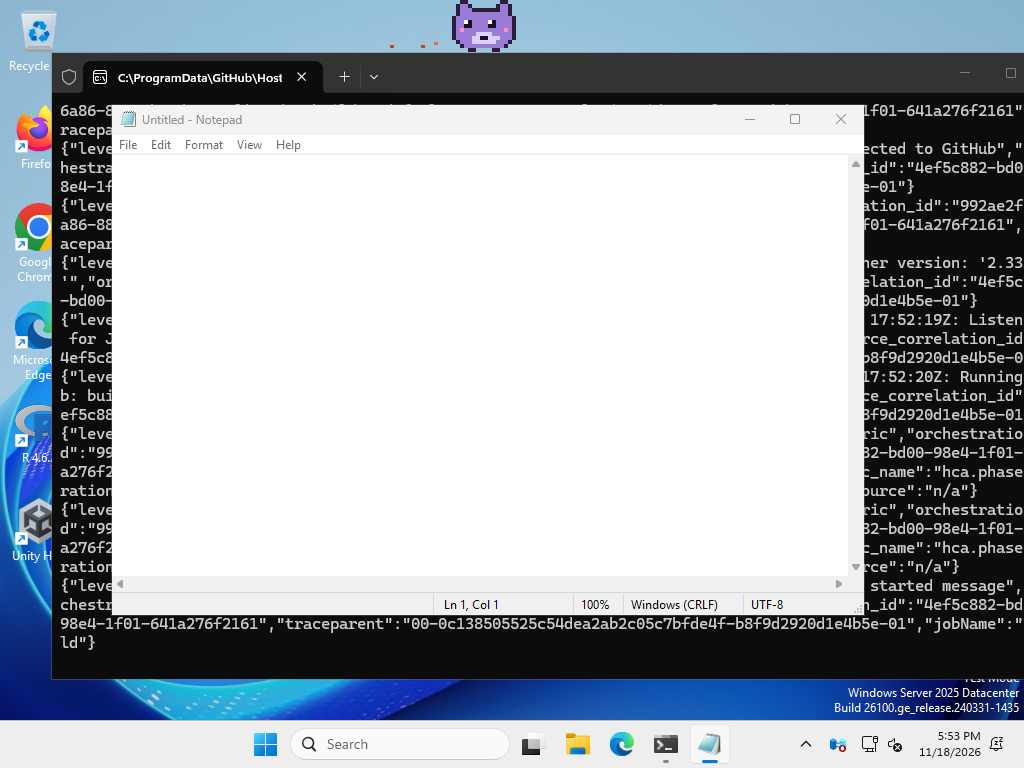 Recycle
C:\ProgramData\GitHub\Host
6a86-8
1f01-641a276f2161"
Untitled - Notepad
racepa
File Edit Format View Help
{"leve
ected to GitHub","
Firefo
hestra
_id":"4ef5c882-bd0
8e4-1f
e-01"}
{"leve
ation_id":"992ae2f
a86-88
f01-641a276f2161",
acepar
Googl
Chrom
{"leve
ner version: '2.33
'","or
elation_id":"4ef5c
-bd00-
0d1e4b5e-01"}
{"leve
17:52:19Z: Listen
for J
rce_correlation_id
Micros
Edge
4ef5c8
b8f9d2920d1e4b5e-0
{"leve
17:52:20Z: Running
b: bui
ce_correlation_id"
ef5c88
8f9d2920d1e4b5e-01
{"leve
ric","orchestratio
R 4.6.
d":"99
82-bd00-98e4-1f01-
a276f2
c_name":"hca.phase
ration
ource":"n/a"}
{"leve
ric","orchestratio
d":"99
82-bd00-98e4-1f01-
Unity H
a276f2
c_name":"hca.phase
ration
rce":"n/a"}
{"leve
started message",
chestr
n_id":"4ef5c882-bd
Ln 1, Col 1 100% Windows (CRLF) UTF-8
98e4-1f01-641a276f2161","traceparent":"00-0c138505525c54dea2ab2c05c7bfde4f-b8f9d2920d1e4b5e-01","jobName":"
ld"}
Test Mode
Windows Server 2025 Datacenter
Build 26100.ge_release.240331-1435
Search
5:53 PM
11/18/2026